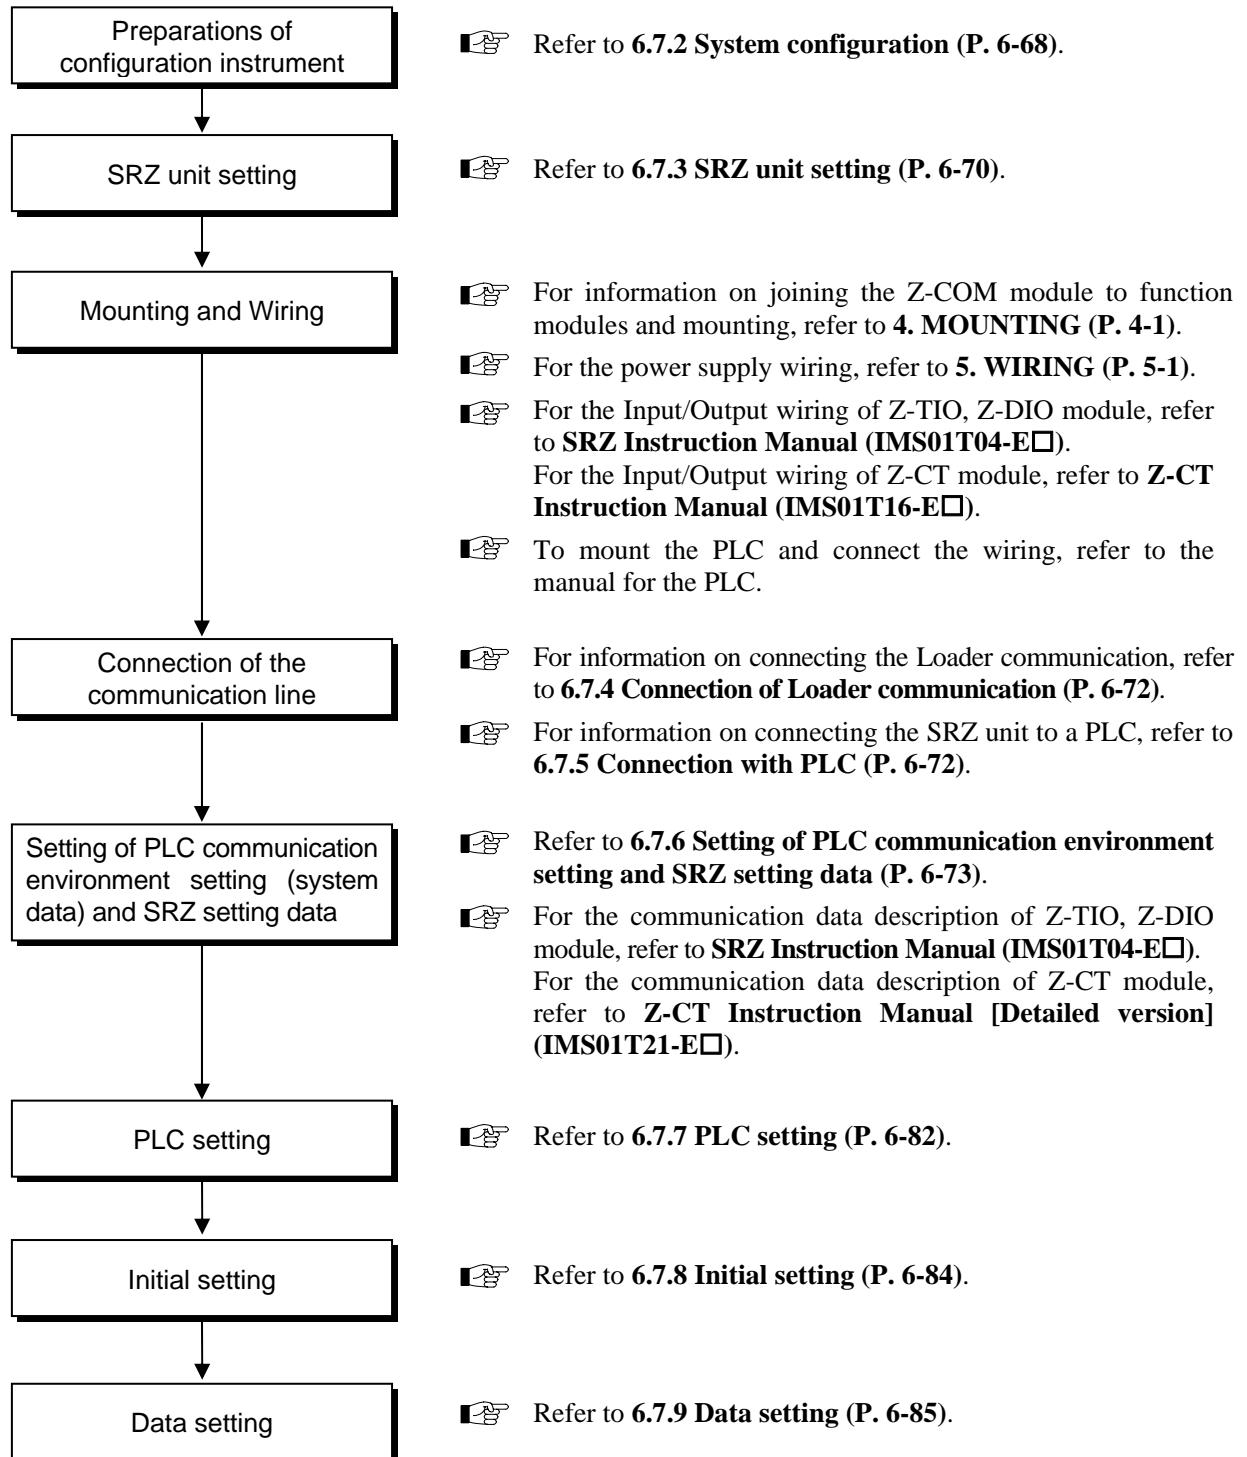 Preparations of
configuration instrument
Refer to 6.7.2 System configuration (P. 6-68).
SRZ unit setting
Refer to 6.7.3 SRZ unit setting (P. 6-70).
Mounting and Wiring
For information on joining the Z-COM module to function
modules and mounting, refer to 4. MOUNTING (P. 4-1).
For the power supply wiring, refer to 5. WIRING (P. 5-1).
For the Input/Output wiring of Z-TIO, Z-DIO module, refer
to SRZ Instruction Manual (IMS01T04-E□).
For the Input/Output wiring of Z-CT module, refer to Z-CT
Instruction Manual (IMS01T16-E□).
To mount the PLC and connect the wiring, refer to the
manual for the PLC.
Connection of the
communication line
For information on connecting the Loader communication, refer
to 6.7.4 Connection of Loader communication (P. 6-72).
For information on connecting the SRZ unit to a PLC, refer to
6.7.5 Connection with PLC (P. 6-72).
Setting of PLC communication
environment setting (system
data) and SRZ setting data
Refer to 6.7.6 Setting of PLC communication environment
setting and SRZ setting data (P. 6-73).
For the communication data description of Z-TIO, Z-DIO
module, refer to SRZ Instruction Manual (IMS01T04-E□).
For the communication data description of Z-CT module,
refer to Z-CT Instruction Manual [Detailed version]
(IMS01T21-E□).
PLC setting
Refer to 6.7.7 PLC setting (P. 6-82).
Initial setting
Refer to 6.7.8 Initial setting (P. 6-84).
Data setting
Refer to 6.7.9 Data setting (P. 6-85).